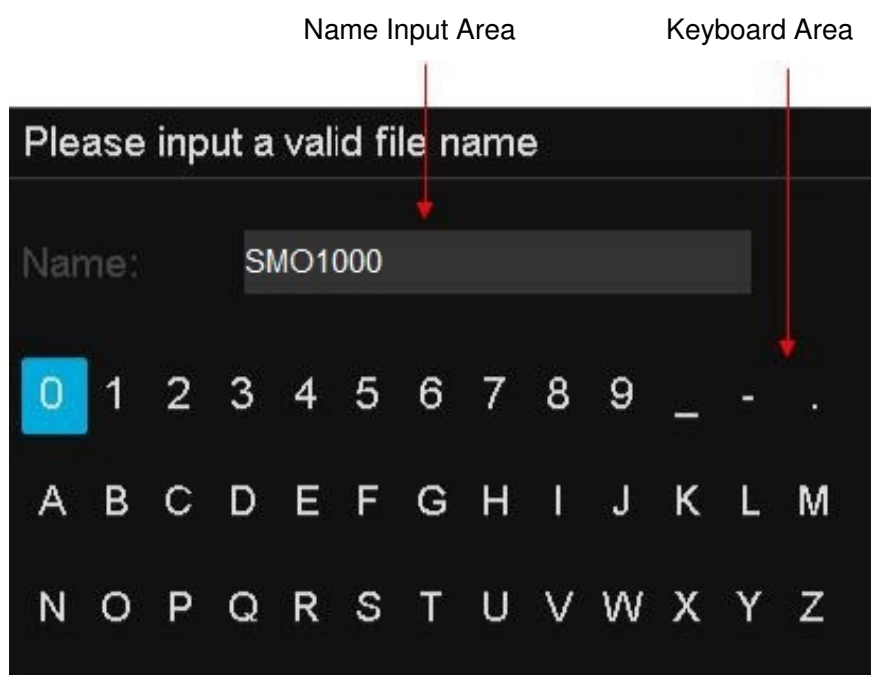 Name Input Area Keyboard Area
Please input a valid file name
Name: SMO1000
0 1 2 3 4 5 6 7 8 9 _ - .
A B C D E F G H I J K L M
N O P Q R S T U V W X Y Z